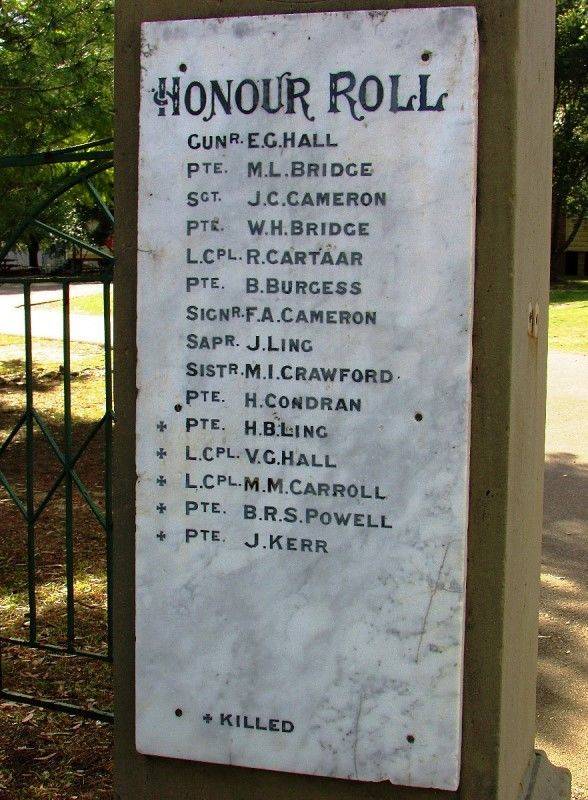 HONOUR ROLL
GUNR. E.G. HALL
PTE. M.L. BRIDGE
SGT. J.C. CAMERON
PTE. W.H. BRIDGE
L.CPL. R. CARTAAR
PTE. B. BURGESS
SIGNR. F.A. CAMERON
SAPR. J. LING
SISTR. M.I. CRAWFORD
PTE. H. CONDRAN
✠ PTE. H.B. LING
✠ L.CPL. V.G. HALL
✠ L.CPL. M.M. CARROLL
✠ PTE. B.R.S. POWELL
✠ PTE. J. KERR
✠ KILLED